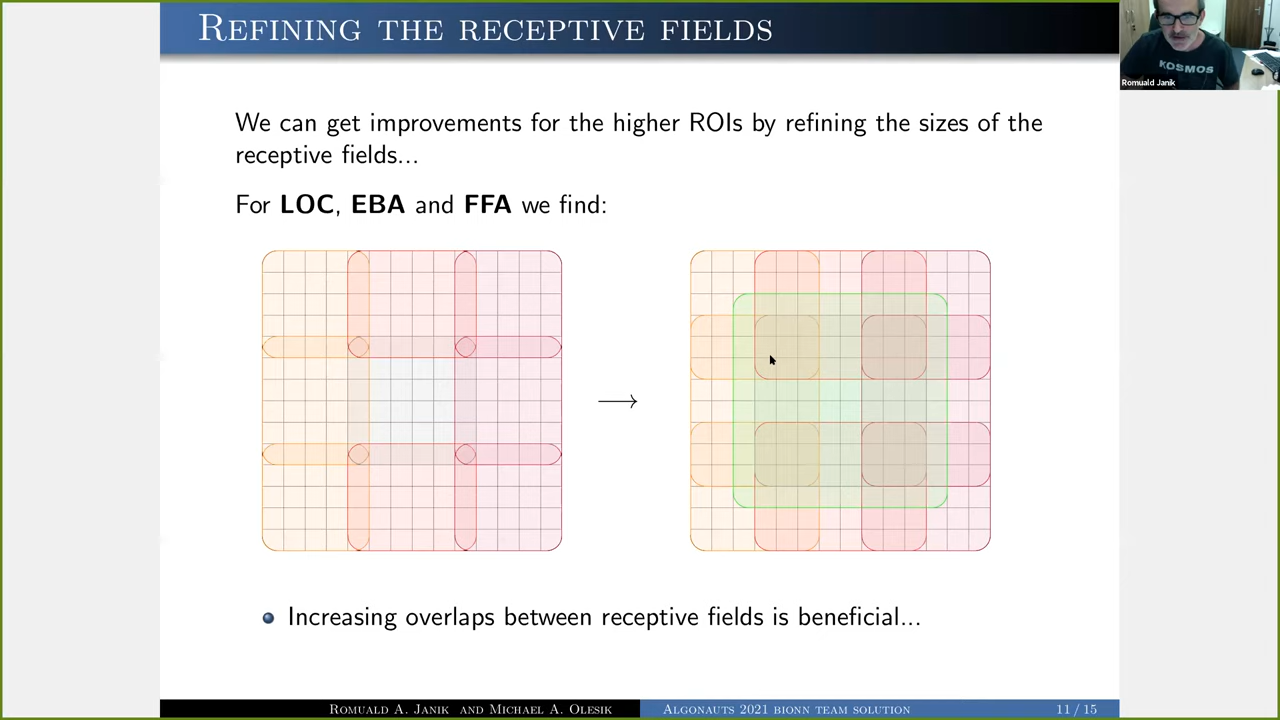 REFINING THE RECEPTIVE FIELDS
KOSMOS
Romuald Janik
We can get improvements for the higher ROIs by refining the sizes of the
receptive fields...
For LOC, EBA and FFA we find:
Increasing overlaps between receptive fields is beneficial...
ROMUALD A. JANIK AND MICHAEL A. OLESIK
ALGONAUTS 2021 BIONN TEAM SOLUTION
11 / 15